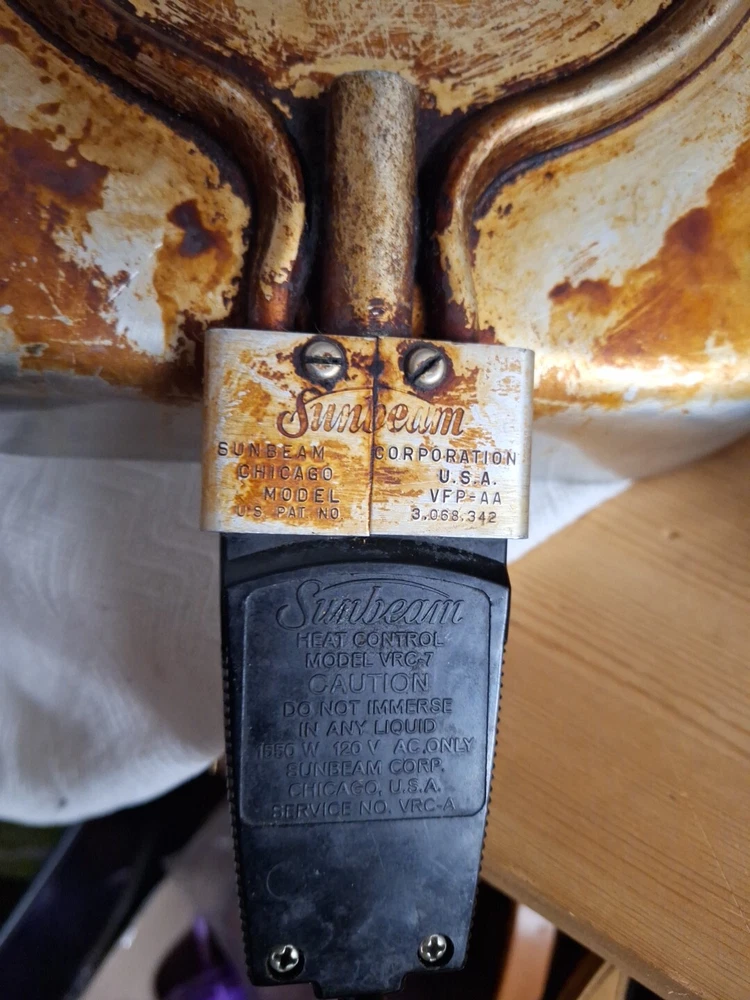 Sunbeam
SUNBEAM CORPORATION
CHICAGO U.S.A.
MODEL VFP-AA
U.S. PAT NO. 3.068.342
Sunbeam
HEAT CONTROL
MODEL VRC-7
CAUTION
DO NOT IMMERSE
IN ANY LIQUID
1650 W 120 V AC.ONLY
SUNBEAM CORP.
CHICAGO, U.S.A.
SERVICE NO. VRC-A